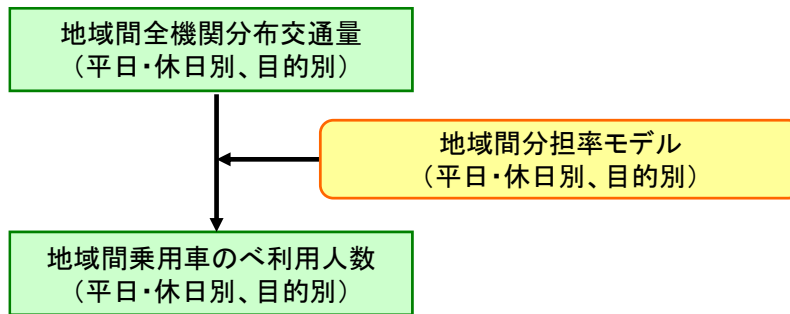 地域間全機関分布交通量
（平日・休日別、目的別）
地域間分担率モデル
（平日・休日別、目的別）
地域間乗用車のべ利用人数
（平日・休日別、目的別）